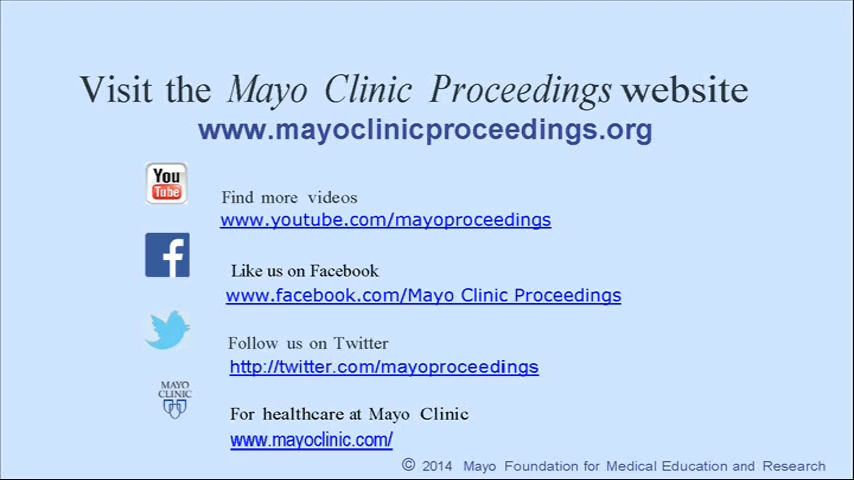 Visit the Mayo Clinic Proceedings website
www.mayoclinicproceedings.org
You
Tube
Find more videos
www.youtube.com/mayoproceedings
f
Like us on Facebook
www.facebook.com/Mayo Clinic Proceedings
Follow us on Twitter
http://twitter.com/mayoproceedings
MAYO
CLINIC
For healthcare at Mayo Clinic
www.mayoclinic.com/
© 2014 Mayo Foundation for Medical Education and Research